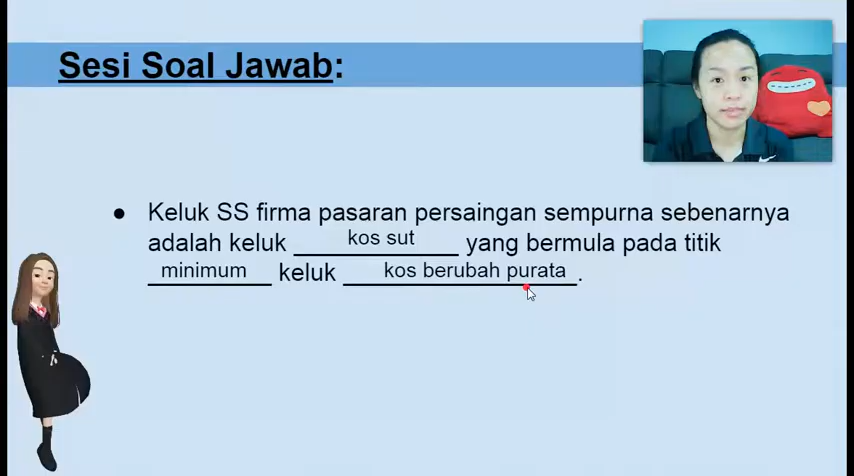 Sesi Soal Jawab:
● Keluk SS firma pasaran persaingan sempurna sebenarnya
adalah keluk kos sut yang bermula pada titik
minimum keluk kos berubah purata.